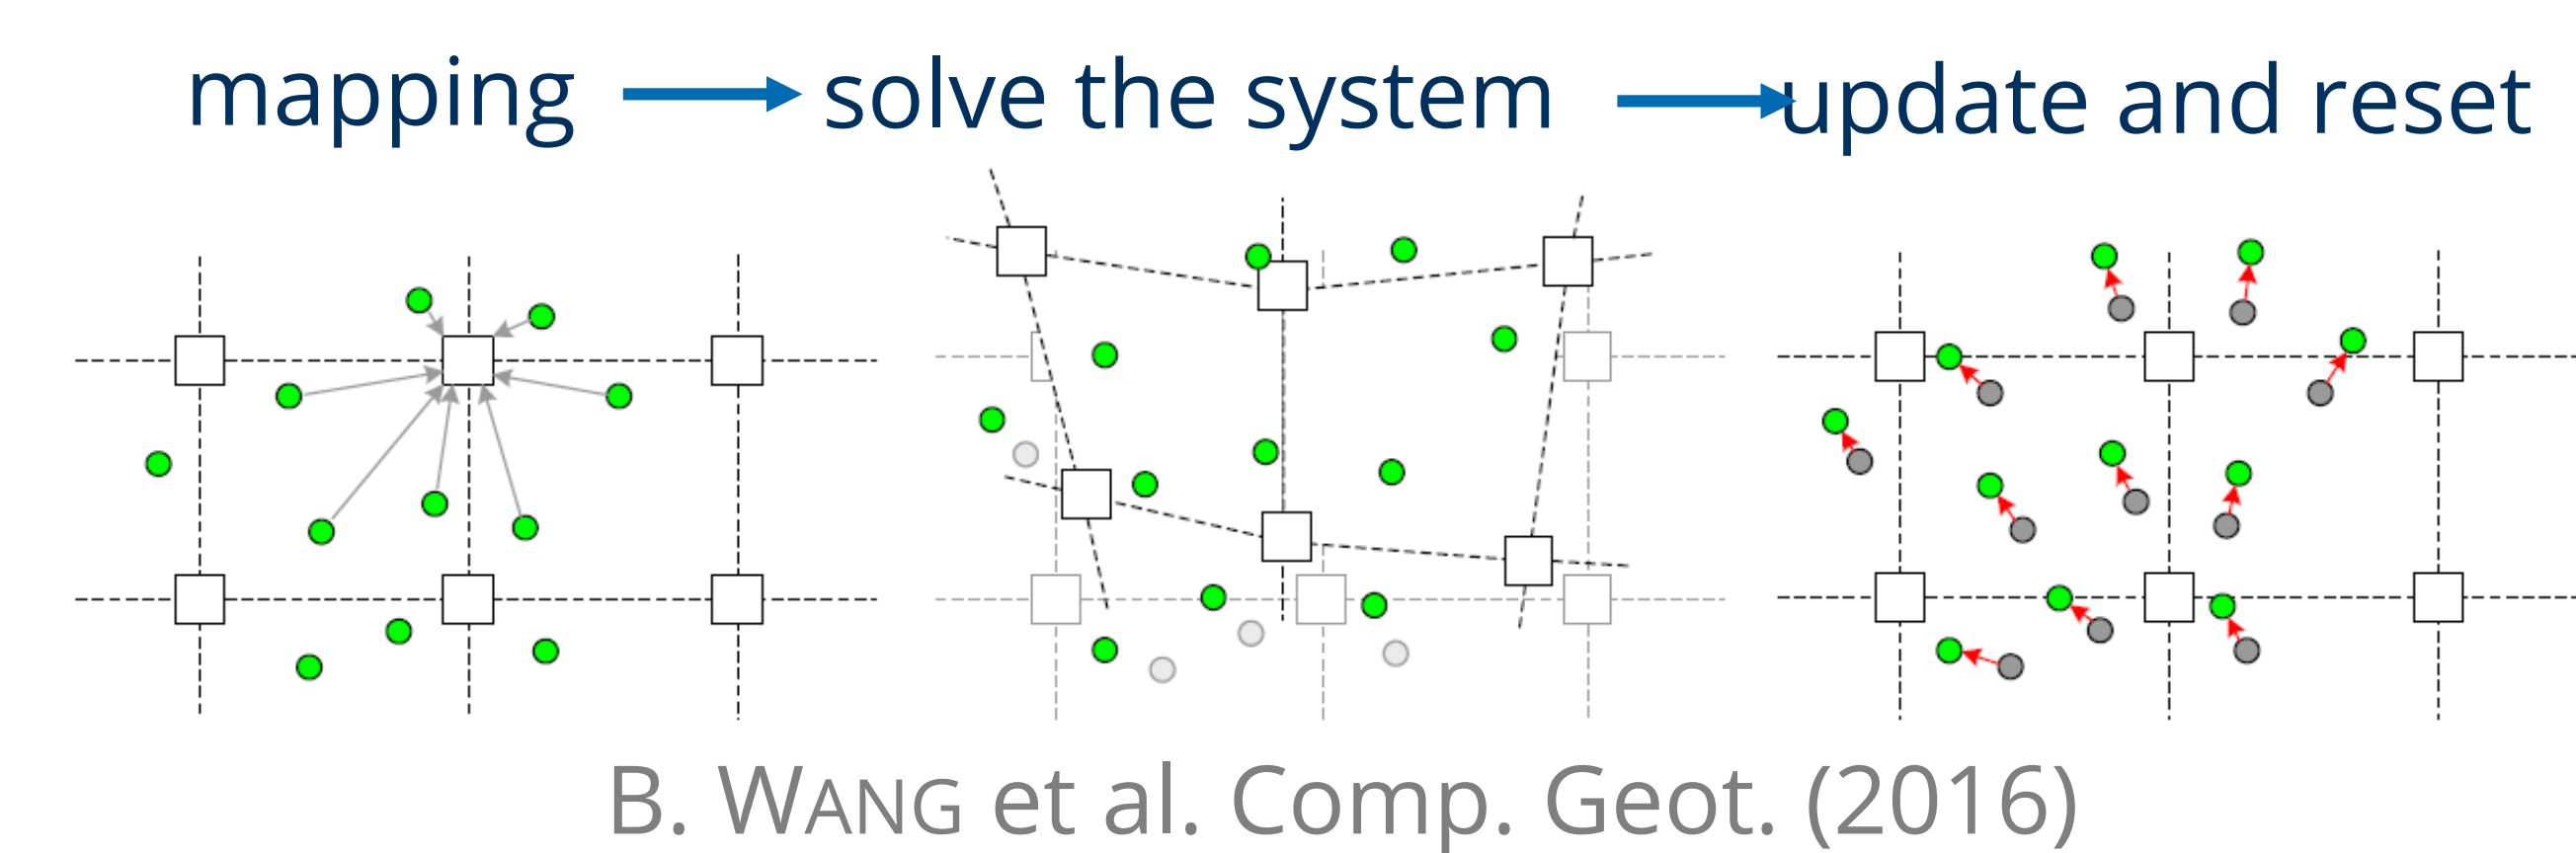 mapping solve the system update and reset
B. WANG et al. Comp. Geot. (2016)